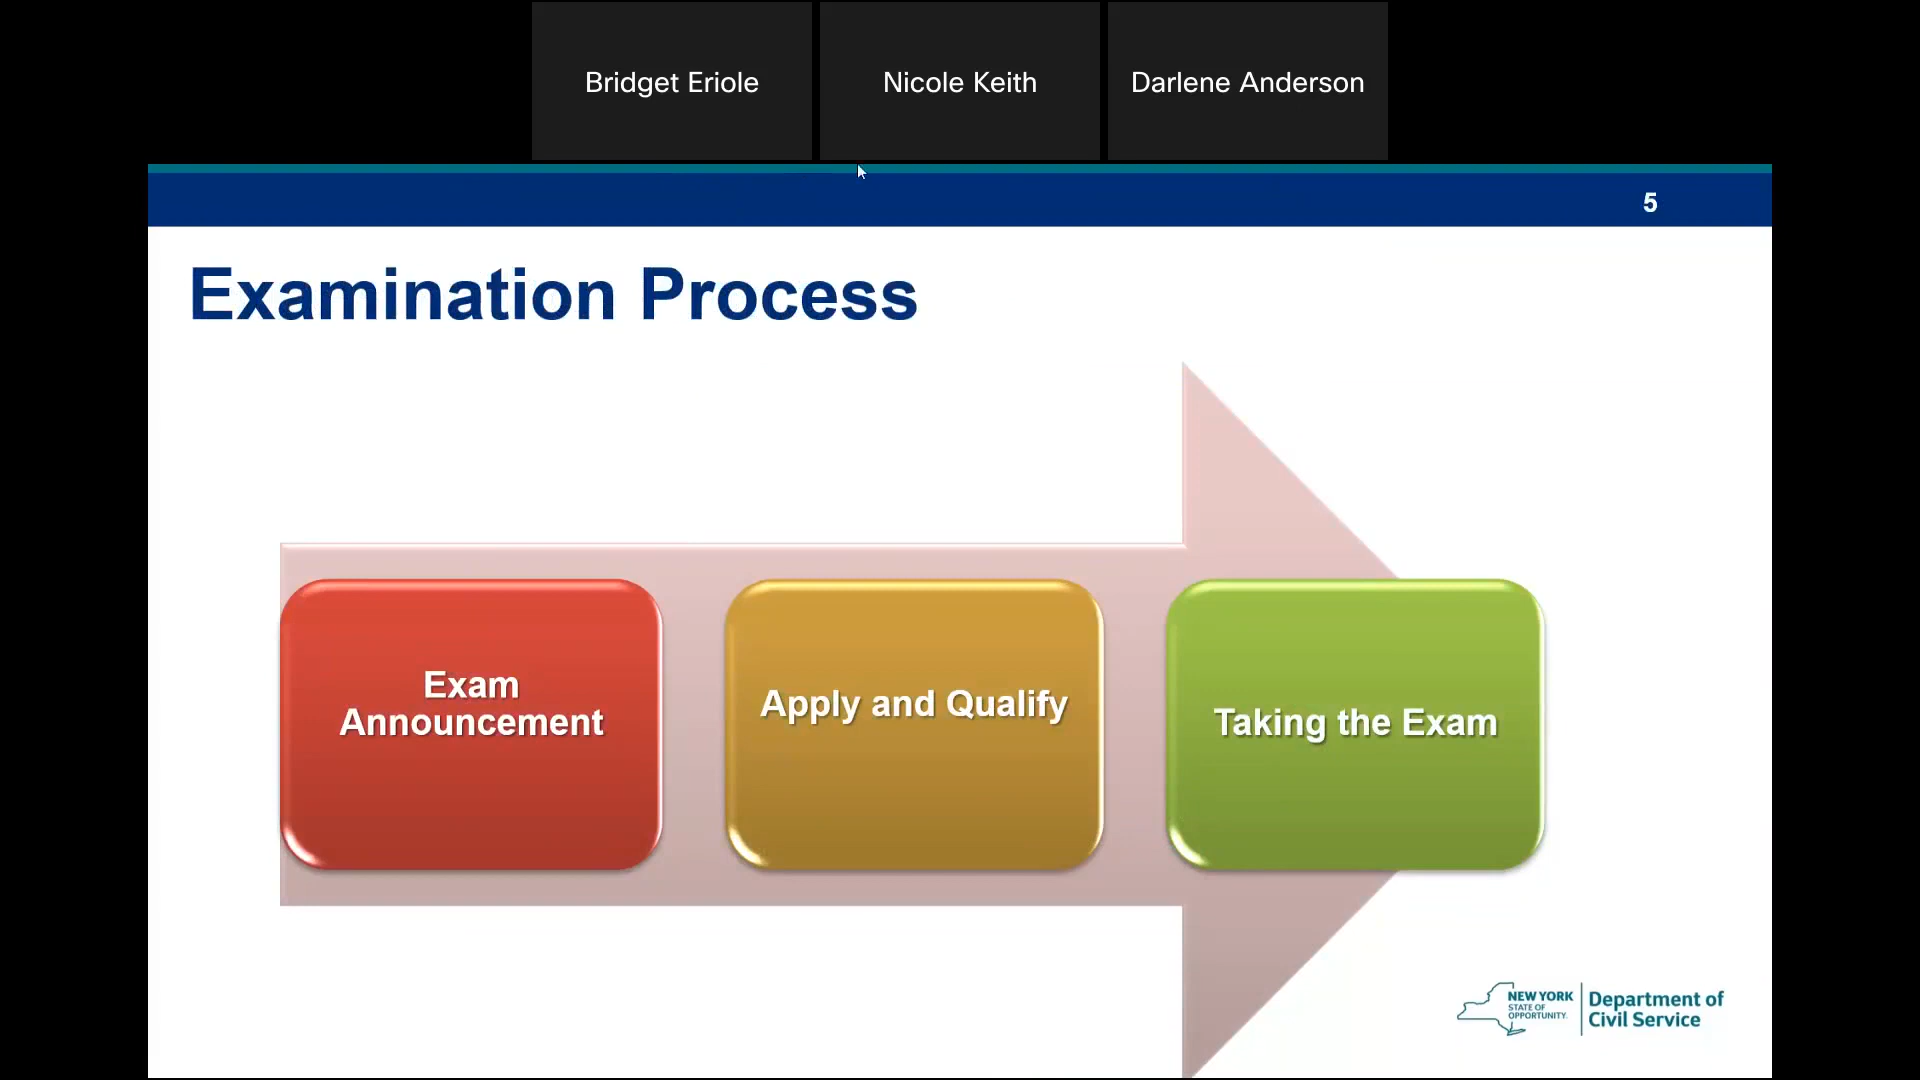 Bridget Eriole
Nicole Keith
Darlene Anderson
5
Examination Process
Exam
Announcement
Apply and Qualify
Taking the Exam
NEW YORK
STATE OF
OPPORTUNITY.
Department of
Civil Service